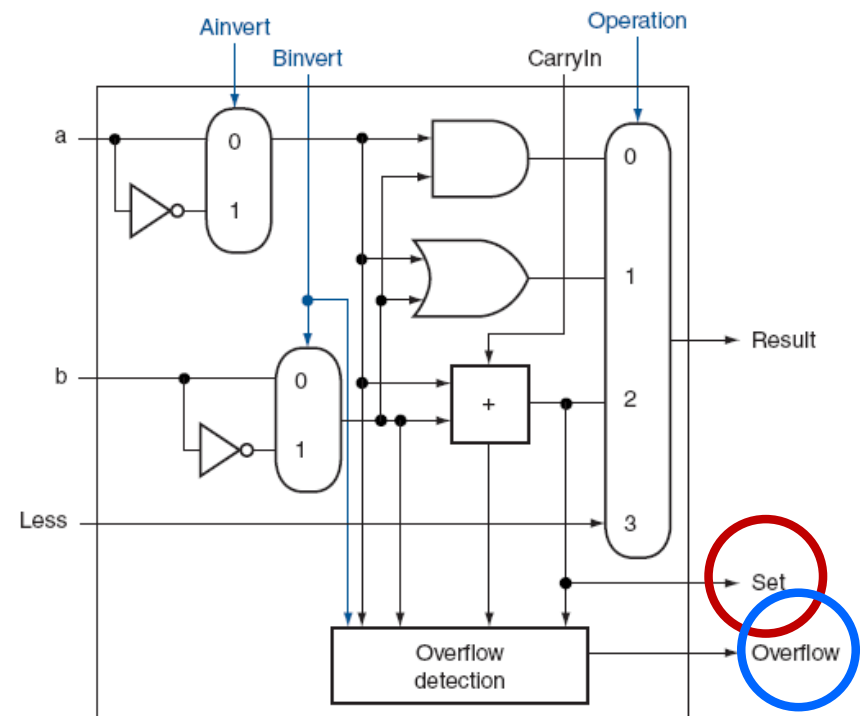 Operation
Ainvert
Binvert
CarryIn
a
0
0
1
1
b
0
+
2
1
Less
3
Set
Overflow
detection
Overflow
Result